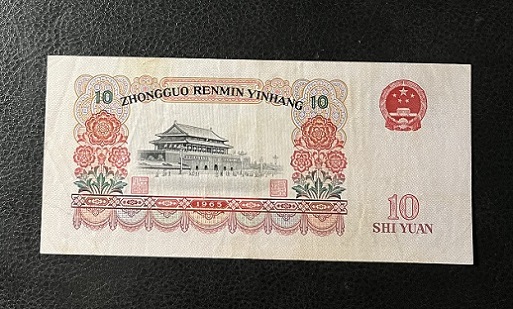 10 ZHONGGUO RENMIN YINHANG 10
1965
10
SHI YUAN